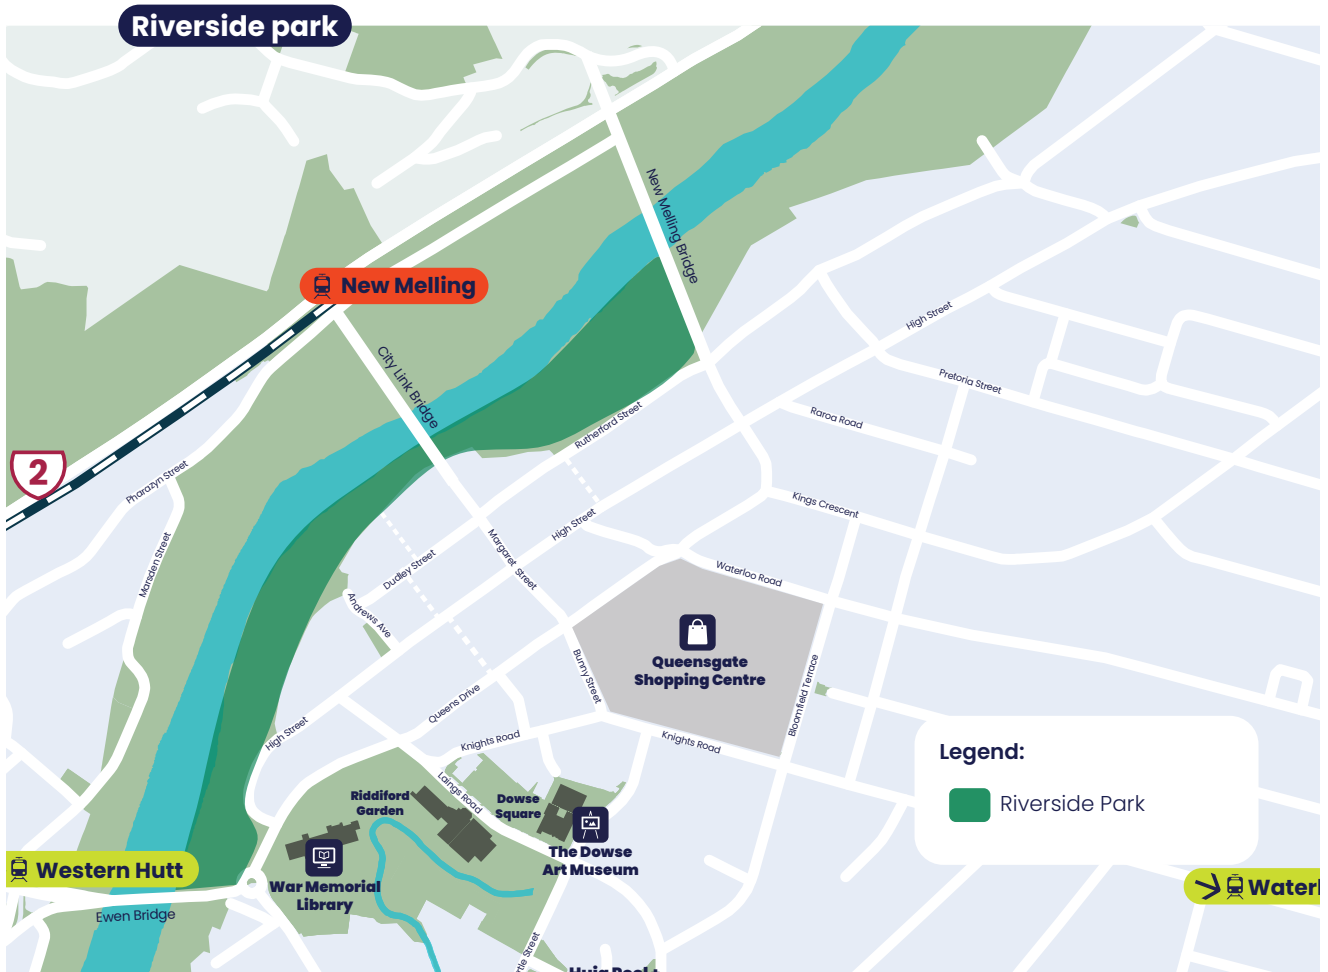 Riverside park
New Melling Bridge
New Melling
High Street
City Link Bridge
Pretoria Street
Raroa Road
Rutherford Street
2
Pharazyn Street
Kings Crescent
High Street
Margaret Street
Marsden Street
Dudley Street
Waterloo Road
Andrews Ave
Queensgate
Shopping Centre
Bunny Street
Bloomfield Terrace
Queens Drive
High Street
Knights Road
Knights Road
Legend:
Riverside Park
Laings Road
Riddiford
Garden
Dowse
Square
The Dowse
Art Museum
Western Hutt
War Memorial
Library
Ewen Bridge